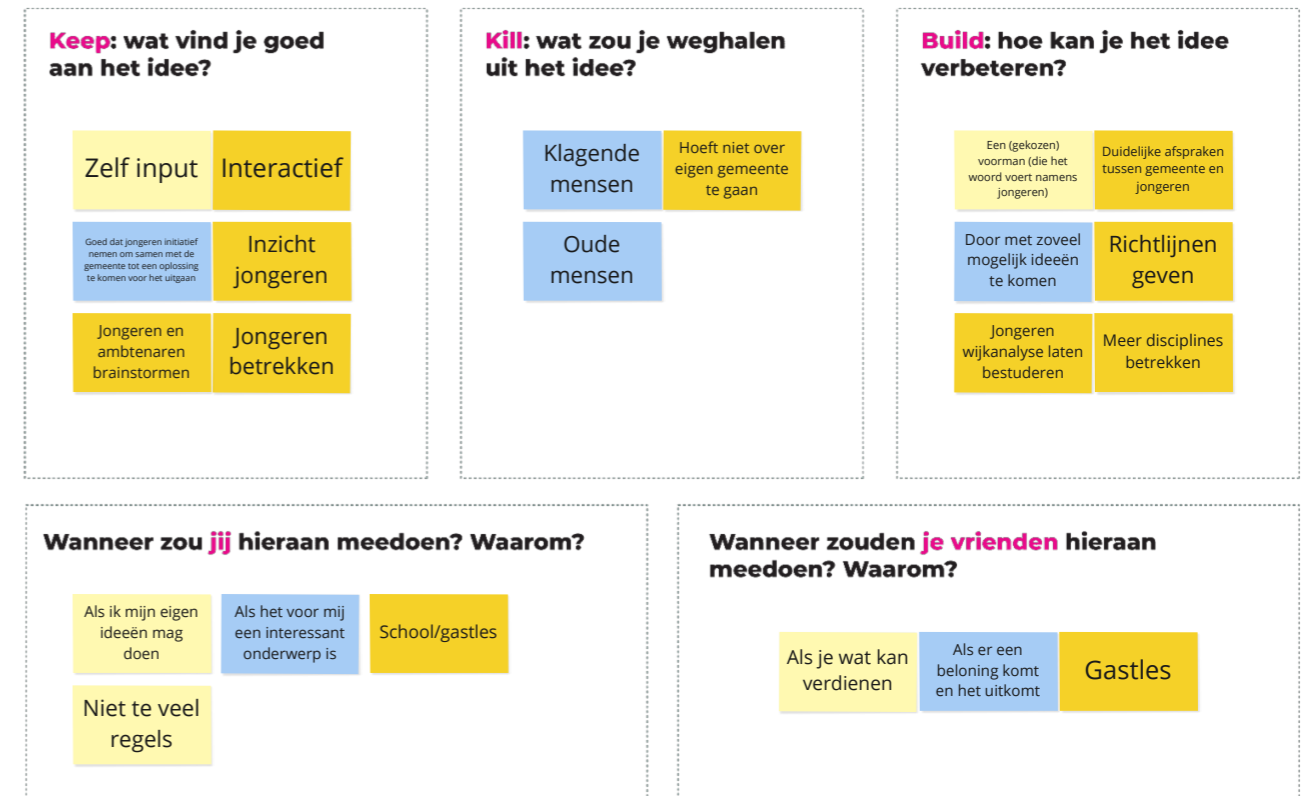 Keep: wat vind je goed
aan het idee?
Zelf input
Interactief
Goed dat jongeren initiatief
nemen om samen met de
gemeente tot een oplossing
te komen voor het uitgaan
Inzicht
jongeren
Jongeren en
ambtenaren
brainstormen
Jongeren
betrekken
Kill: wat zou je weghalen
uit het idee?
Klagende
mensen
Hoeft niet over
eigen gemeente
te gaan
Oude
mensen
Build: hoe kan je het idee
verbeteren?
Een (gekozen)
voorman (die het
woord voert namens
jongeren)
Duidelijke afspraken
tussen gemeente en
jongeren
Door met zoveel
mogelijk ideeën
te komen
Richtlijnen
geven
Jongeren
wijkanalyse laten
bestuderen
Meer disciplines
betrekken
Wanneer zou jij hieraan meedoen? Waarom?
Als ik mijn eigen
ideeën mag
doen
Als het voor mij
een interessant
onderwerp is
School/gastles
Niet te veel
regels
Wanneer zouden je vrienden hieraan
meedoen? Waarom?
Als je wat kan
verdienen
Als er een
beloning komt
en het uitkomt
Gastles